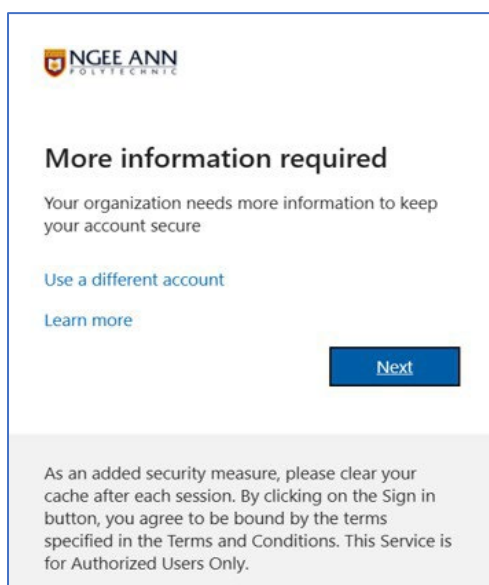 NGEE ANN
POLYTECHNIC
More information required
Your organization needs more information to keep
your account secure
Use a different account
Learn more
Next
As an added security measure, please clear your
cache after each session. By clicking on the Sign in
button, you agree to be bound by the terms
specified in the Terms and Conditions. This Service is
for Authorized Users Only.